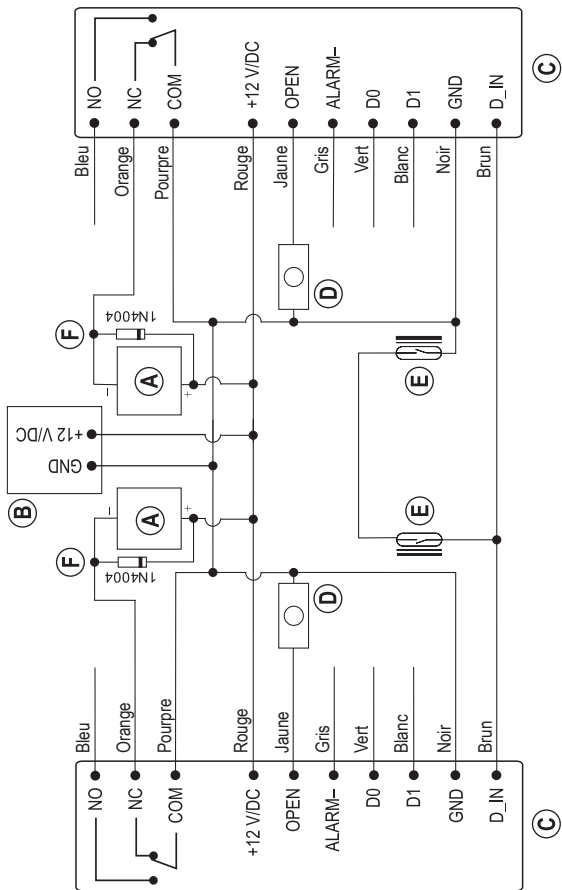 NO
NC
COM
+12 V/DC
OPEN
ALARM–
D0
D1
GND
D_IN
C
Bleu
Orange
Pourpre
Rouge
Jaune
Gris
Vert
Blanc
Noir
Brun
F
1N4004
A
–
+
D
E
B
+12 V/DC
GND
F
1N4004
A
–
+
D
E
Bleu
Orange
Pourpre
Rouge
Jaune
Gris
Vert
Blanc
Noir
Brun
NO
NC
COM
+12 V/DC
OPEN
ALARM–
D0
D1
GND
D_IN
C